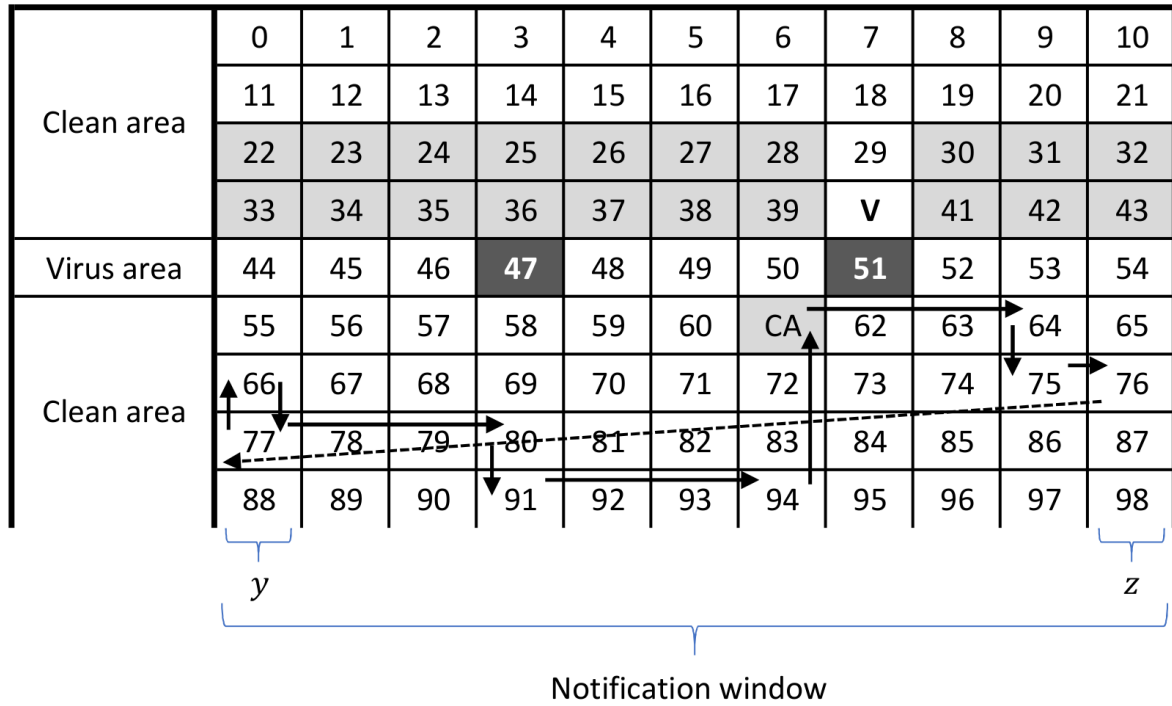 0 1 2 3 4 5 6 7 8 9 10
Clean area 11 12 13 14 15 16 17 18 19 20 21
22 23 24 25 26 27 28 29 30 31 32
33 34 35 36 37 38 39 V 41 42 43
Virus area 44 45 46 47 48 49 50 51 52 53 54
55 56 57 58 59 60 CA 62 63 64 65
Clean area 66 67 68 69 70 71 72 73 74 75 76
77 78 79 80 81 82 83 84 85 86 87
88 89 90 91 92 93 94 95 96 97 98
y z
Notification window